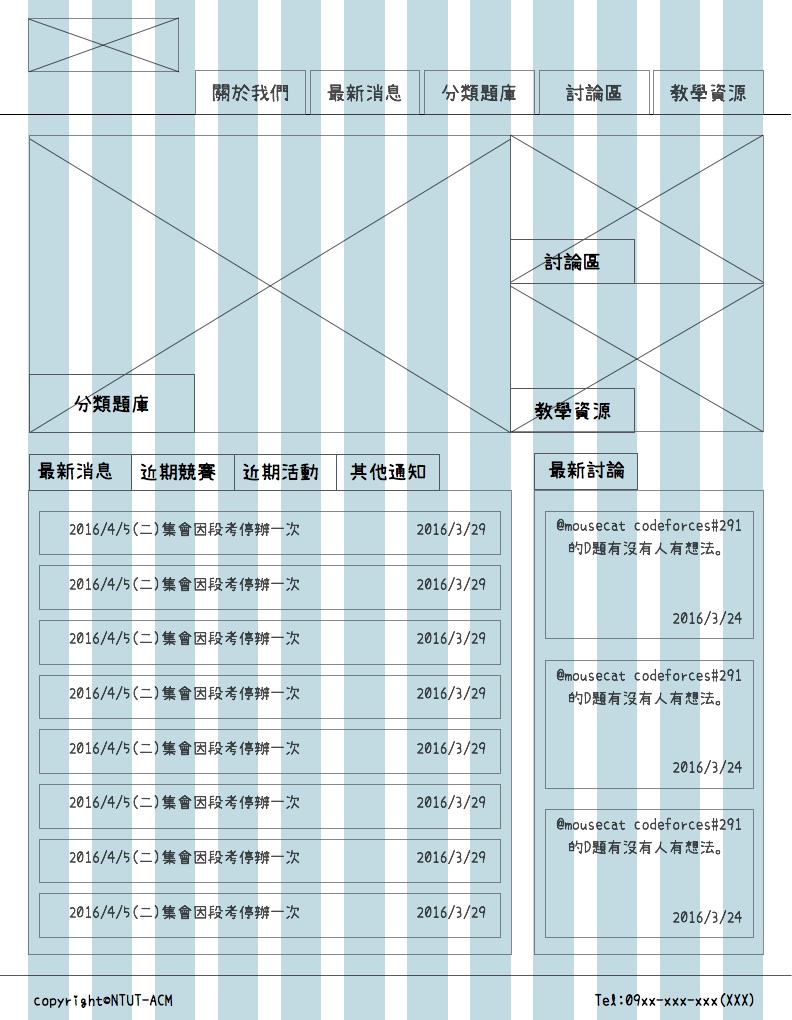 關於我們 最新消息 分類題庫 討論區 教學資源
討論區
分類題庫
教學資源
最新消息 近期競賽 近期活動 其他通知
2016/4/5(二)集會因段考停辦一次 2016/3/29
2016/4/5(二)集會因段考停辦一次 2016/3/29
2016/4/5(二)集會因段考停辦一次 2016/3/29
2016/4/5(二)集會因段考停辦一次 2016/3/29
2016/4/5(二)集會因段考停辦一次 2016/3/29
2016/4/5(二)集會因段考停辦一次 2016/3/29
2016/4/5(二)集會因段考停辦一次 2016/3/29
2016/4/5(二)集會因段考停辦一次 2016/3/29
最新討論
@mousecat codeforces#291
的D題有沒有人有想法。
2016/3/24
@mousecat codeforces#291
的D題有沒有人有想法。
2016/3/24
@mousecat codeforces#291
的D題有沒有人有想法。
2016/3/24
copyright©NTUT-ACM Tel:09xx-xxx-xxx(XXX)